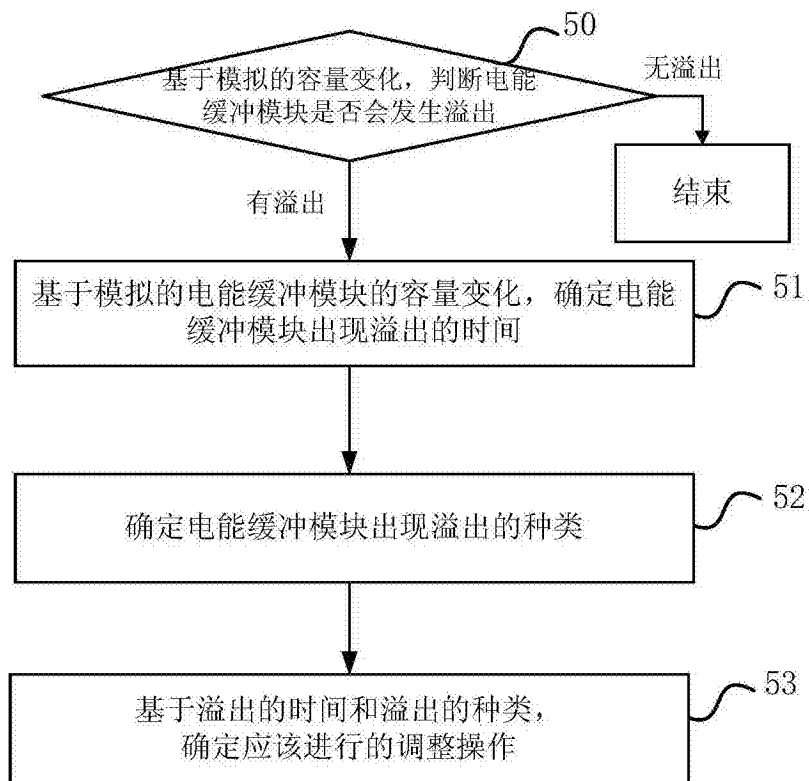 50
基于模拟的容量变化，判断电能
缓冲模块是否会发生溢出
无溢出
结束
有溢出
基于模拟的电能缓冲模块的容量变化，确定电能
缓冲模块出现溢出的时间
51
确定电能缓冲模块出现溢出的种类
52
基于溢出的时间和溢出的种类，
确定应该进行的调整操作
53